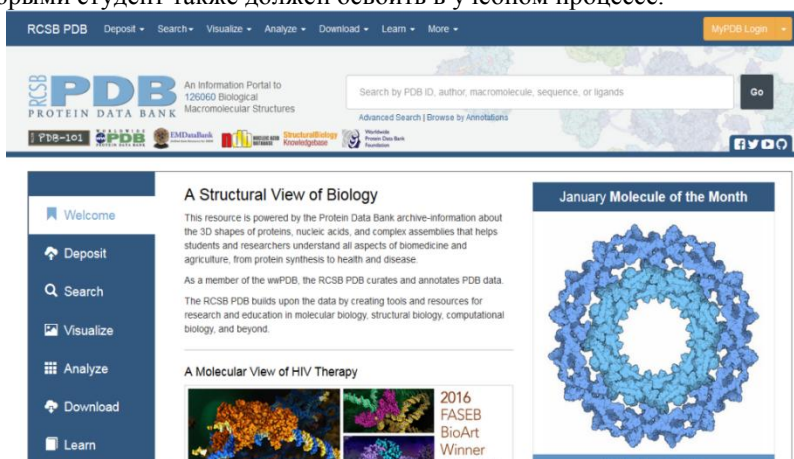 студент также должен освоить в учебном процессе.
RCSB PDB Deposit Search Visualize Analyze Download Learn More MyPDB Login
RCSB PDB
PROTEIN DATA BANK
An Information Portal to
126060 Biological
Macromolecular Structures
Search by PDB ID, author, macromolecule, sequence, or ligands
Go
Advanced Search | Browse by Annotations
PDB-101
PDB
EMDataBank
StructuralBiology
Knowledgebase
Worldwide
Protein Data Bank
Foundation
Welcome
Deposit
Search
Visualize
Analyze
Download
Learn
A Structural View of Biology
This resource is powered by the Protein Data Bank archive-information about
the 3D shapes of proteins, nucleic acids, and complex assemblies that helps
students and researchers understand all aspects of biomedicine and
agriculture, from protein synthesis to health and disease.
As a member of the wwPDB, the RCSB PDB curates and annotates PDB data.
The RCSB PDB builds upon the data by creating tools and resources for
research and education in molecular biology, structural biology, computational
biology, and beyond.
A Molecular View of HIV Therapy
2016
FASEB
BioArt
Winner
January Molecule of the Month